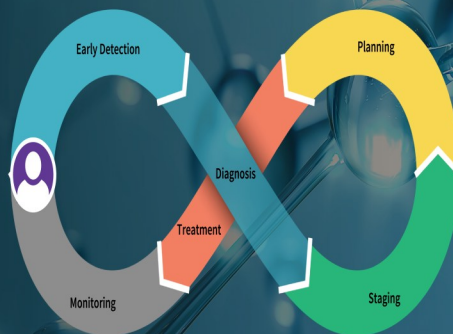 Early Detection
Planning
Diagnosis
Treatment
Monitoring
Staging